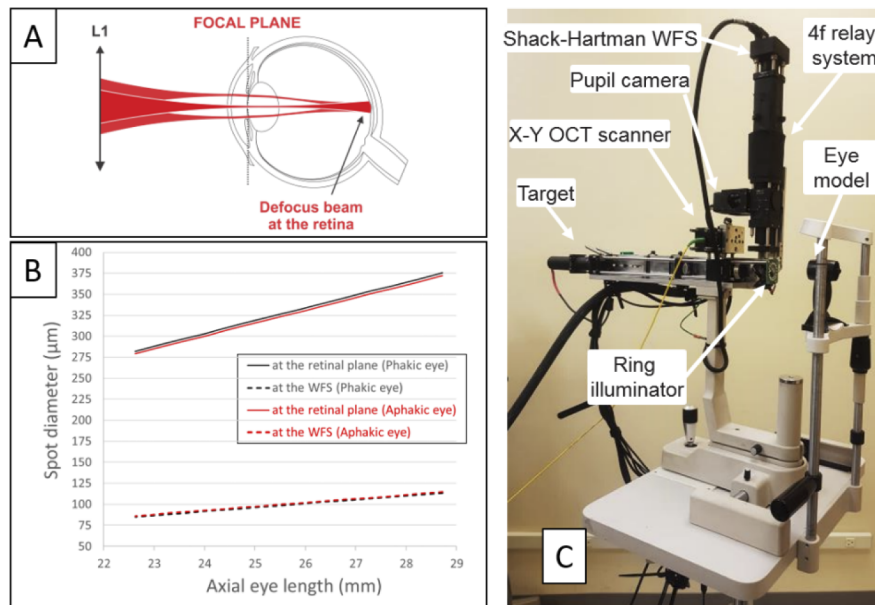 A
L1
FOCAL PLANE
Defocus beam
at the retina
B
Spot diameter (µm)
400
375
350
325
300
275
250
225
200
175
150
125
100
75
50
at the retinal plane (Phakic eye)
at the WFS (Phakic eye)
at the retinal plane (Aphakic eye)
at the WFS (Aphakic eye)
22 23 24 25 26 27 28 29
Axial eye length (mm)
Shack-Hartman WFS
4f relay
system
Pupil camera
X-Y OCT scanner
Eye
model
Target
Ring
illuminator
C